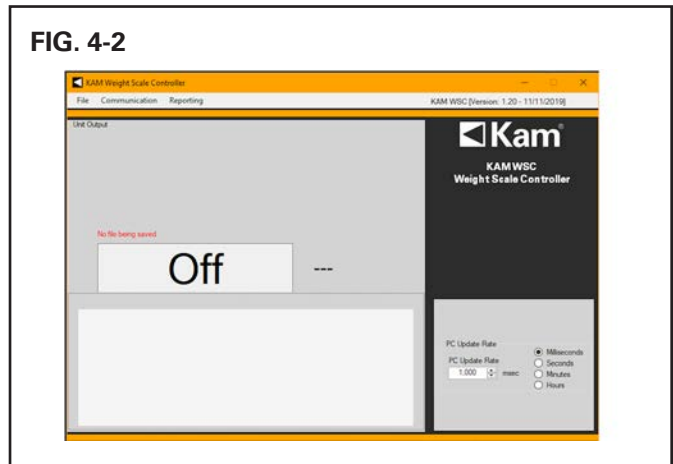 FIG. 4-2
KAM Weight Scale Controller
File Communication Reporting
KAM WSC [Version: 1.20 - 11/11/2019]
Unit Output
Kam®
KAM WSC
Weight Scale Controller
No file being saved.
Off
---
PC Update Rate
PC Update Rate
1,000
msec
Milliseconds
Seconds
Minutes
Hours